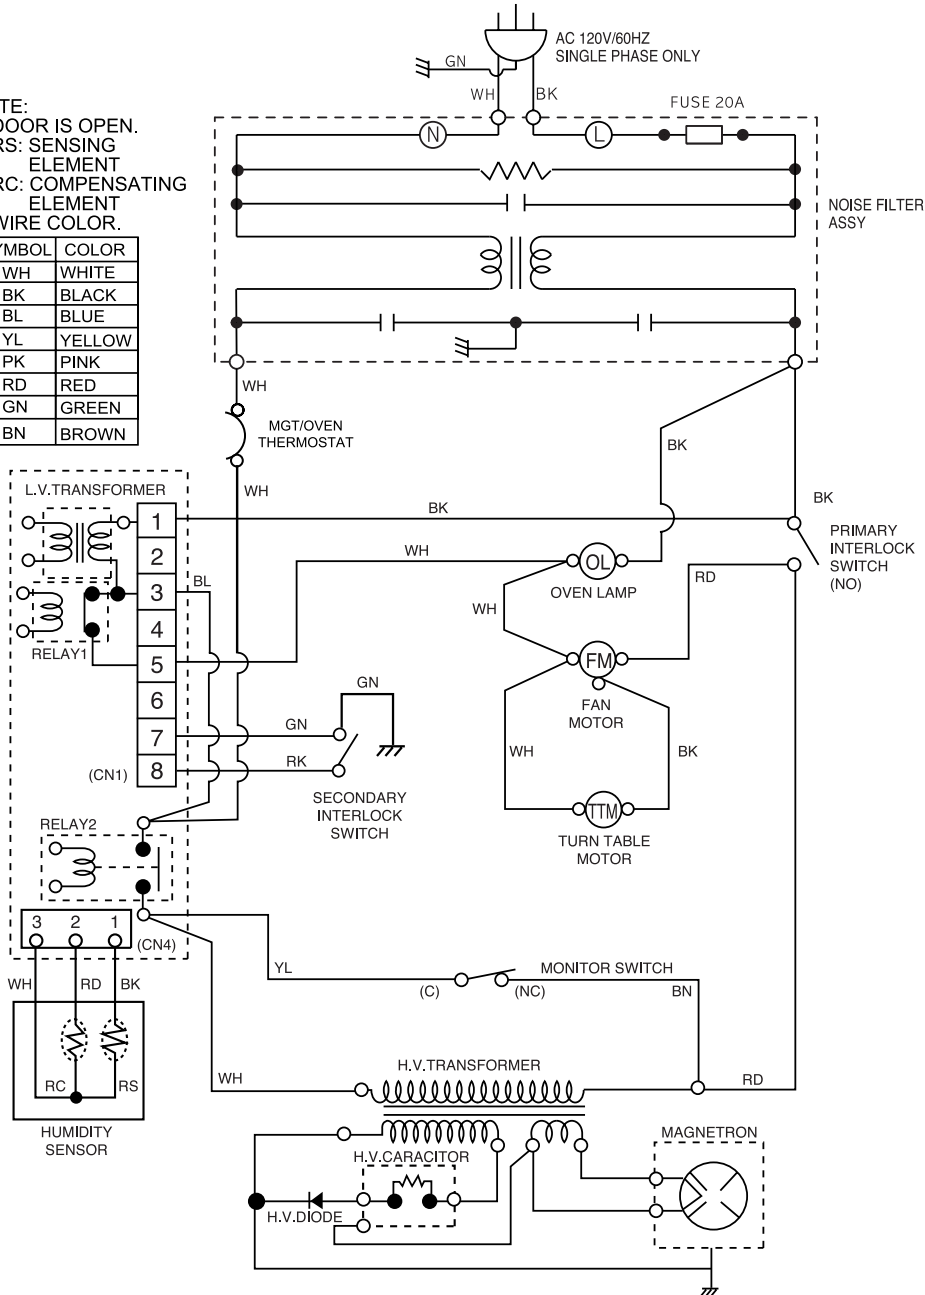 AC 120V/60HZ
SINGLE PHASE ONLY
GN
WH
BK
FUSE 20A
N
L
NOISE FILTER
ASSY
TE:
DOOR IS OPEN.
RS: SENSING
ELEMENT
RC: COMPENSATING
ELEMENT
WIRE COLOR.
YMBOL COLOR
WH WHITE
BK BLACK
BL BLUE
YL YELLOW
PK PINK
RD RED
GN GREEN
BN BROWN
WH
MGT/OVEN
THERMOSTAT
WH
BK
BK
BK
PRIMARY
INTERLOCK
SWITCH
(NO)
L.V.TRANSFORMER
1
2
3
4
5
6
7
8
(CN1)
RELAY1
BL
WH
OL
OVEN LAMP
RD
WH
FM
FAN
MOTOR
WH
BK
TTM
TURN TABLE
MOTOR
GN
GN
RK
SECONDARY
INTERLOCK
SWITCH
RELAY2
3 2 1
(CN4)
WH RD BK
RC
RS
HUMIDITY
SENSOR
YL
(C)
(NC)
MONITOR SWITCH
BN
WH
H.V.TRANSFORMER
RD
H.V.CARACITOR
H.V.DIODE
MAGNETRON